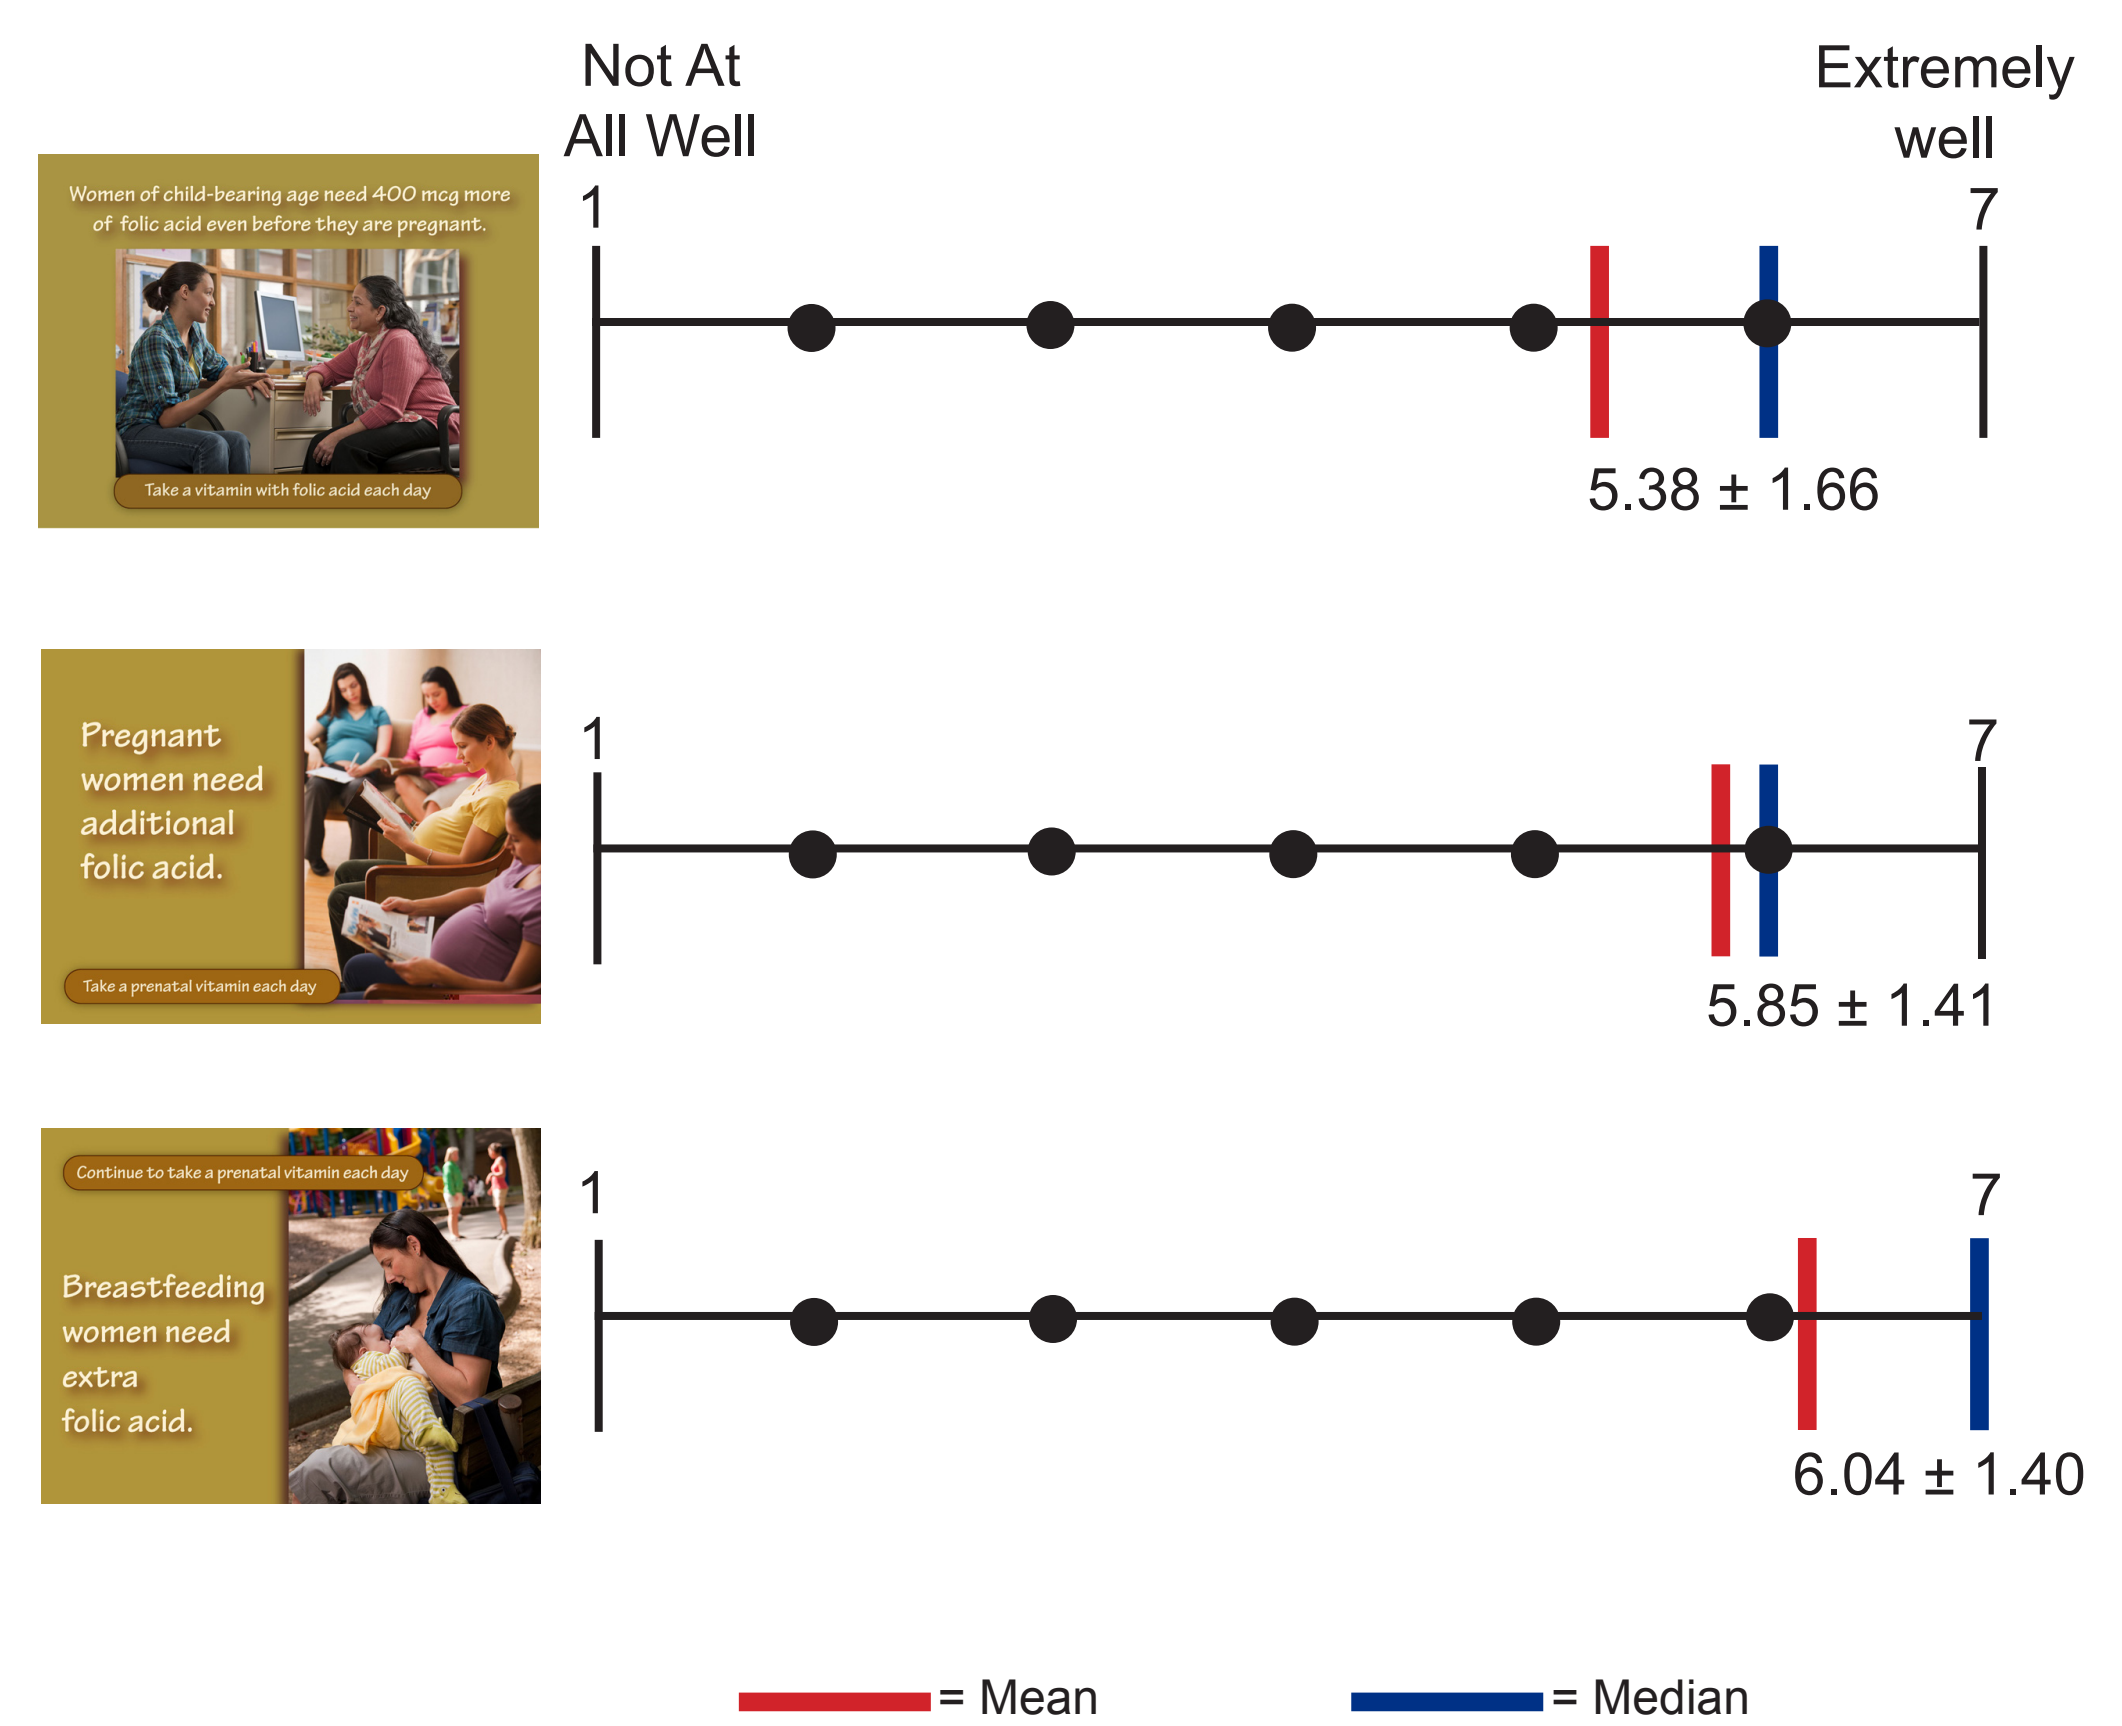 Not At
All Well
Extremely
well
1
7
Women of child-bearing age need 400 mcg more
of folic acid even before they are pregnant.
Take a vitamin with folic acid each day
5.38 ± 1.66
1
7
Pregnant
women need
additional
folic acid.
Take a prenatal vitamin each day
5.85 ± 1.41
1
7
Continue to take a prenatal vitamin each day
Breastfeeding
women need
extra
folic acid.
6.04 ± 1.40
= Mean
= Median